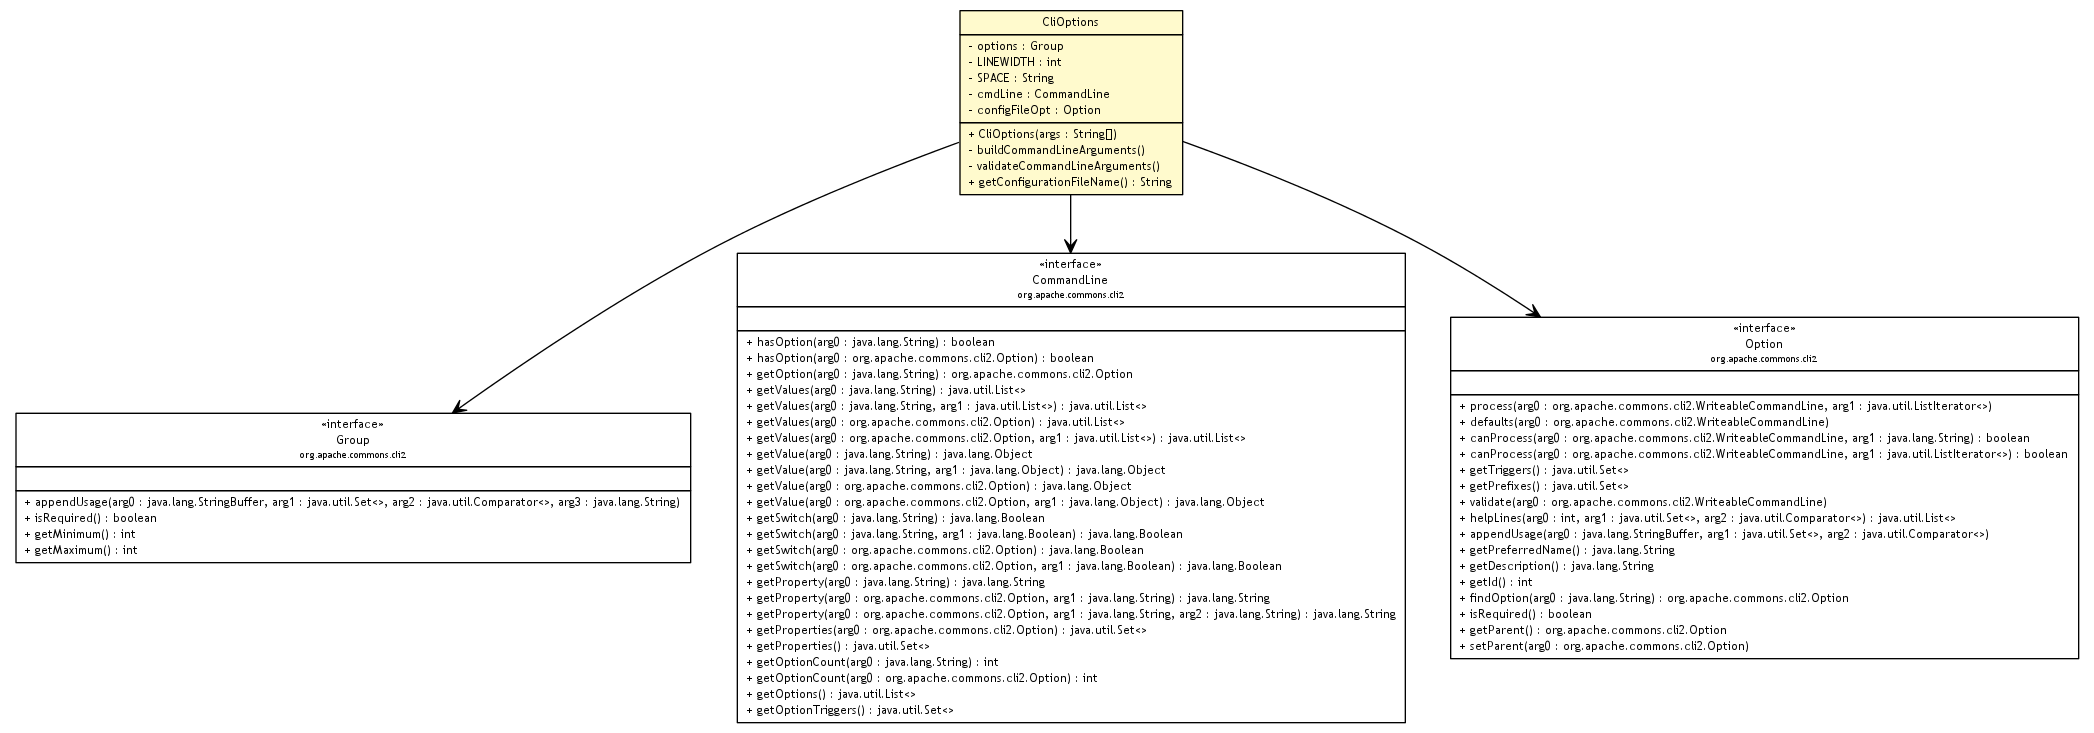 CliOptions
- options : Group
- LINEWIDTH : int
- SPACE : String
- cmdLine : CommandLine
- configFileOpt : Option
+ CliOptions(args : String[])
- buildCommandLineArguments()
- validateCommandLineArguments()
+ getConfigurationFileName() : String
«interface»
Group
org.apache.commons.cli2
+ appendUsage(arg0 : java.lang.StringBuffer, arg1 : java.util.Set<>, arg2 : java.util.Comparator<>, arg3 : java.lang.String)
+ isRequired() : boolean
+ getMinimum() : int
+ getMaximum() : int
«interface»
CommandLine
org.apache.commons.cli2
+ hasOption(arg0 : java.lang.String) : boolean
+ hasOption(arg0 : org.apache.commons.cli2.Option) : boolean
+ getOption(arg0 : java.lang.String) : org.apache.commons.cli2.Option
+ getValues(arg0 : java.lang.String) : java.util.List<>
+ getValues(arg0 : java.lang.String, arg1 : java.util.List<>) : java.util.List<>
+ getValues(arg0 : org.apache.commons.cli2.Option) : java.util.List<>
+ getValues(arg0 : org.apache.commons.cli2.Option, arg1 : java.util.List<>) : java.util.List<>
+ getValue(arg0 : java.lang.String) : java.lang.Object
+ getValue(arg0 : java.lang.String, arg1 : java.lang.Object) : java.lang.Object
+ getValue(arg0 : org.apache.commons.cli2.Option) : java.lang.Object
+ getValue(arg0 : org.apache.commons.cli2.Option, arg1 : java.lang.Object) : java.lang.Object
+ getSwitch(arg0 : java.lang.String) : java.lang.Boolean
+ getSwitch(arg0 : java.lang.String, arg1 : java.lang.Boolean) : java.lang.Boolean
+ getSwitch(arg0 : org.apache.commons.cli2.Option) : java.lang.Boolean
+ getSwitch(arg0 : org.apache.commons.cli2.Option, arg1 : java.lang.Boolean) : java.lang.Boolean
+ getProperty(arg0 : java.lang.String) : java.lang.String
+ getProperty(arg0 : org.apache.commons.cli2.Option, arg1 : java.lang.String) : java.lang.String
+ getProperty(arg0 : org.apache.commons.cli2.Option, arg1 : java.lang.String, arg2 : java.lang.String) : java.lang.String
+ getProperties(arg0 : org.apache.commons.cli2.Option) : java.util.Set<>
+ getProperties() : java.util.Set<>
+ getOptionCount(arg0 : java.lang.String) : int
+ getOptionCount(arg0 : org.apache.commons.cli2.Option) : int
+ getOptions() : java.util.List<>
+ getOptionTriggers() : java.util.Set<>
«interface»
Option
org.apache.commons.cli2
+ process(arg0 : org.apache.commons.cli2.WriteableCommandLine, arg1 : java.util.ListIterator<>)
+ defaults(arg0 : org.apache.commons.cli2.WriteableCommandLine)
+ canProcess(arg0 : org.apache.commons.cli2.WriteableCommandLine, arg1 : java.lang.String) : boolean
+ canProcess(arg0 : org.apache.commons.cli2.WriteableCommandLine, arg1 : java.util.ListIterator<>) : boolean
+ getTriggers() : java.util.Set<>
+ getPrefixes() : java.util.Set<>
+ validate(arg0 : org.apache.commons.cli2.WriteableCommandLine)
+ helpLines(arg0 : int, arg1 : java.util.Set<>, arg2 : java.util.Comparator<>) : java.util.List<>
+ appendUsage(arg0 : java.lang.StringBuffer, arg1 : java.util.Set<>, arg2 : java.util.Comparator<>)
+ getPreferredName() : java.lang.String
+ getDescription() : java.lang.String
+ getId() : int
+ findOption(arg0 : java.lang.String) : org.apache.commons.cli2.Option
+ isRequired() : boolean
+ getParent() : org.apache.commons.cli2.Option
+ setParent(arg0 : org.apache.commons.cli2.Option)